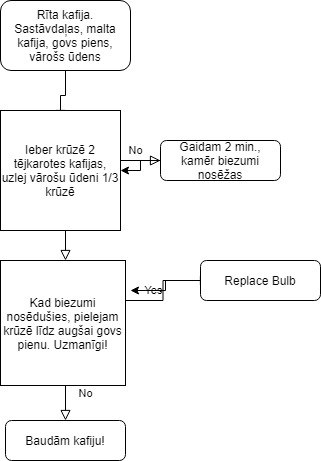 Rīta kafija.
Sastāvdaļas, malta
kafija, govs piens,
vārošs ūdens
Ieber krūzē 2
tējkarotes kafijas,
uzlej vārošu ūdeni 1/3
krūzē
No
Gaidam 2 min.,
kamēr biezumi
nosēžas
Kad biezumi
nosēdušies, pielejam
krūzē līdz augšai govs
pienu. Uzmanīgi!
Yes
Replace Bulb
No
Baudām kafiju!